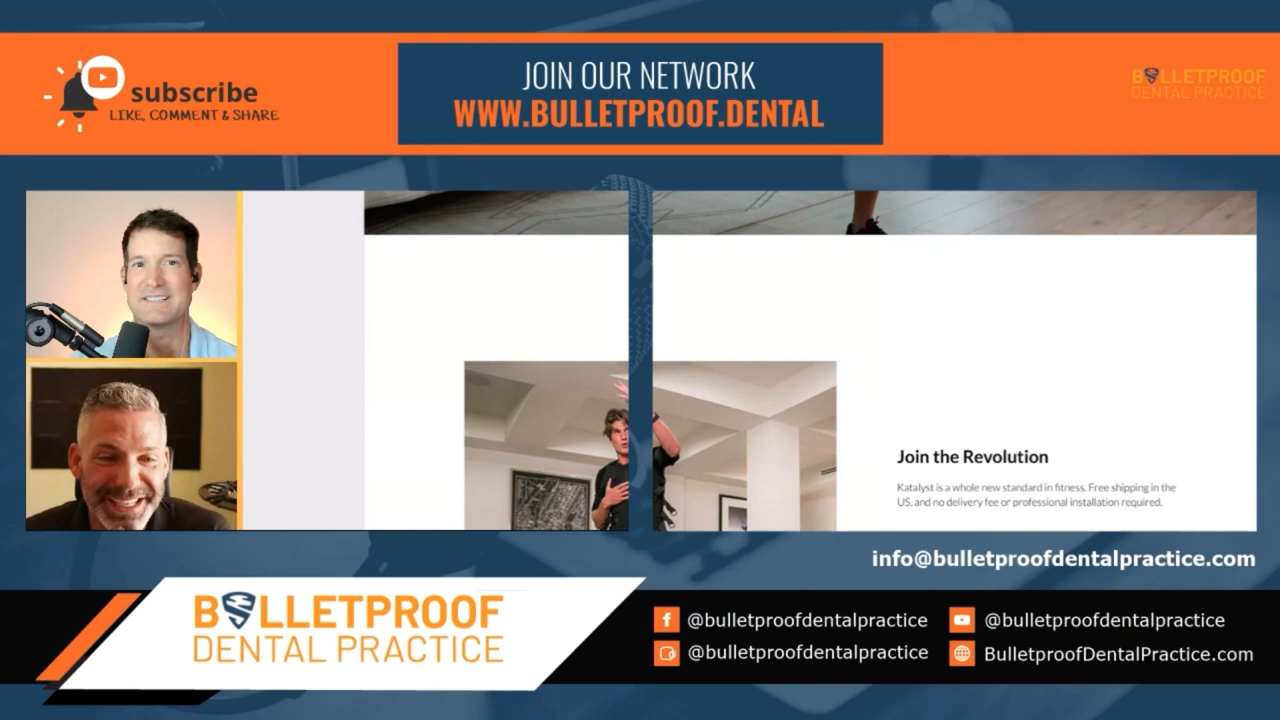 subscribe
LIKE, COMMENT & SHARE
JOIN OUR NETWORK
WWW.BULLETPROOF.DENTAL
BULLETPROOF
DENTAL PRACTICE
Join the Revolution
Katalyst is a whole new standard in fitness. Free shipping in the
US, and no delivery fee or professional installation required.
info@bulletproofdentalpractice.com
BULLETPROOF
DENTAL PRACTICE
@bulletproofdentalpractice
@bulletproofdentalpractice
@bulletproofdentalpractice
BulletproofDentalPractice.com